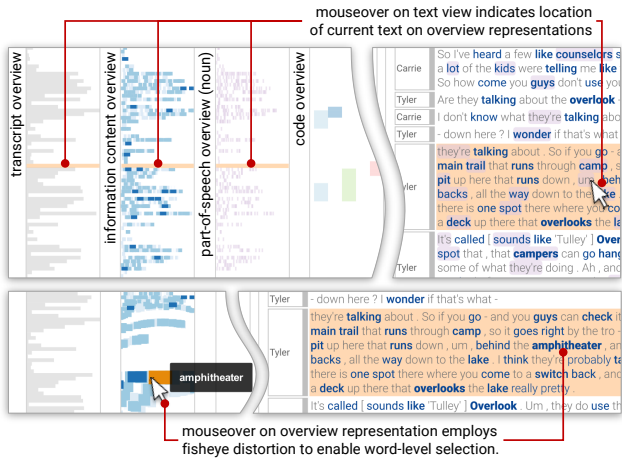 mouseover on text view indicates location
of current text on overview representations
transcript overview
information content overview
part-of-speech overview (noun)
code overview
Carrie
So I've heard a few like counselors s
a lot of the kids were telling me like
So how come you guys don't use you
Tyler
Are they talking about the overlook -
Carrie
I don't know what they're talking abo
Tyler
- down here ? I wonder if that's what
Tyler
they're talking about . So if you go - a
main trail that runs through camp , s
pit up here that runs down , um, beh
backs , all the way down to the lake
there is one spot there where you co
a deck up there that overlooks the la
Tyler
It's called [ sounds like 'Tulley' ] Over
spot that , that campers can go hang
some of what they're doing . Ah , and
Tyler
- down here ? I wonder if that's what -
Tyler
they're talking about . So if you go - and you guys can check it
main trail that runs through camp , so it goes right by the tro -
pit up here that runs down , um , behind the amphitheater , an
backs , all the way down to the lake . I think they're probably ta
there is one spot there where you come to a switch back , and
a deck up there that overlooks the lake really pretty .
It's called [ sounds like 'Tulley' ] Overlook . Um , they do use th
amphitheater
mouseover on overview representation employs
fisheye distortion to enable word-level selection.